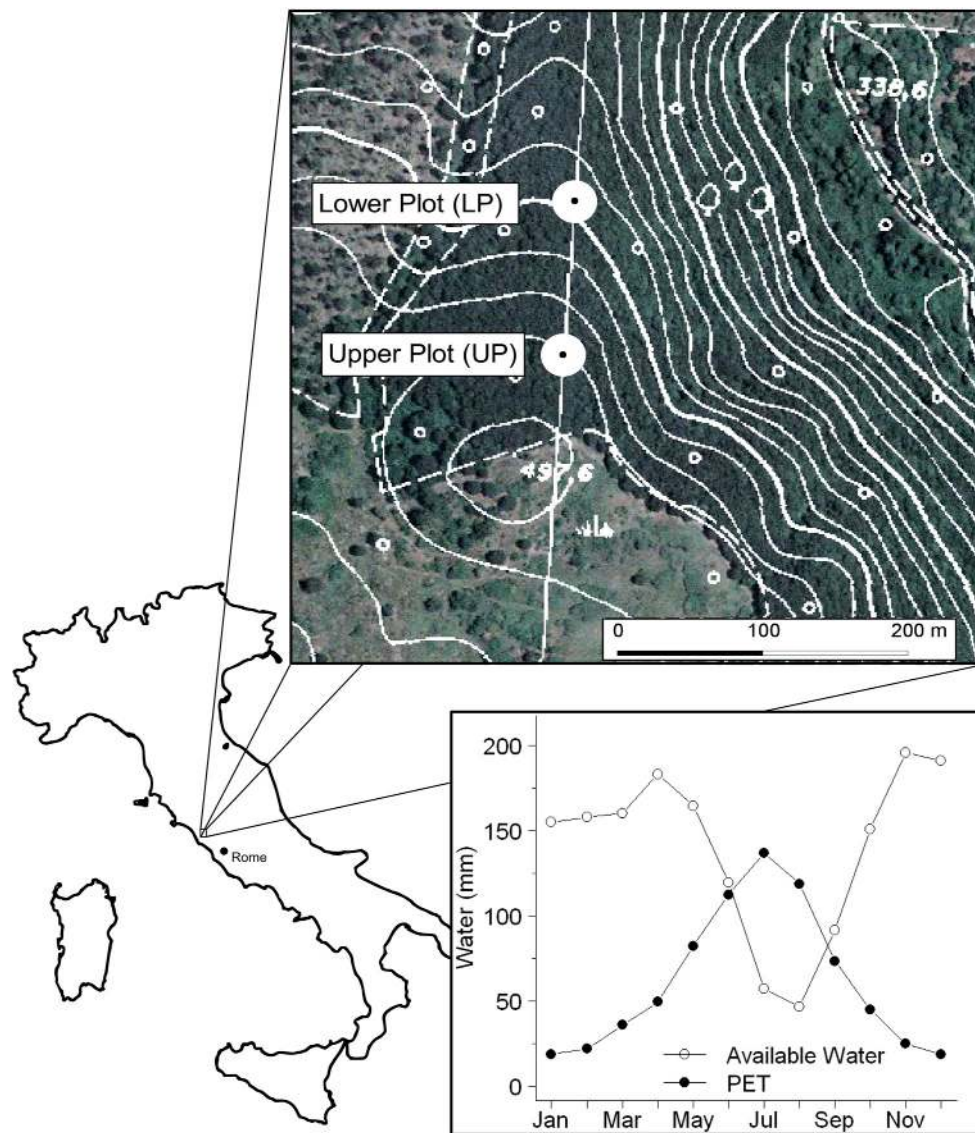 338,6
Lower Plot (LP)
Upper Plot (UP)
497,6
0 100 200 m
Rome
200
150
100
50
0
Water (mm)
Available Water
PET
Jan Mar May Jul Sep Nov